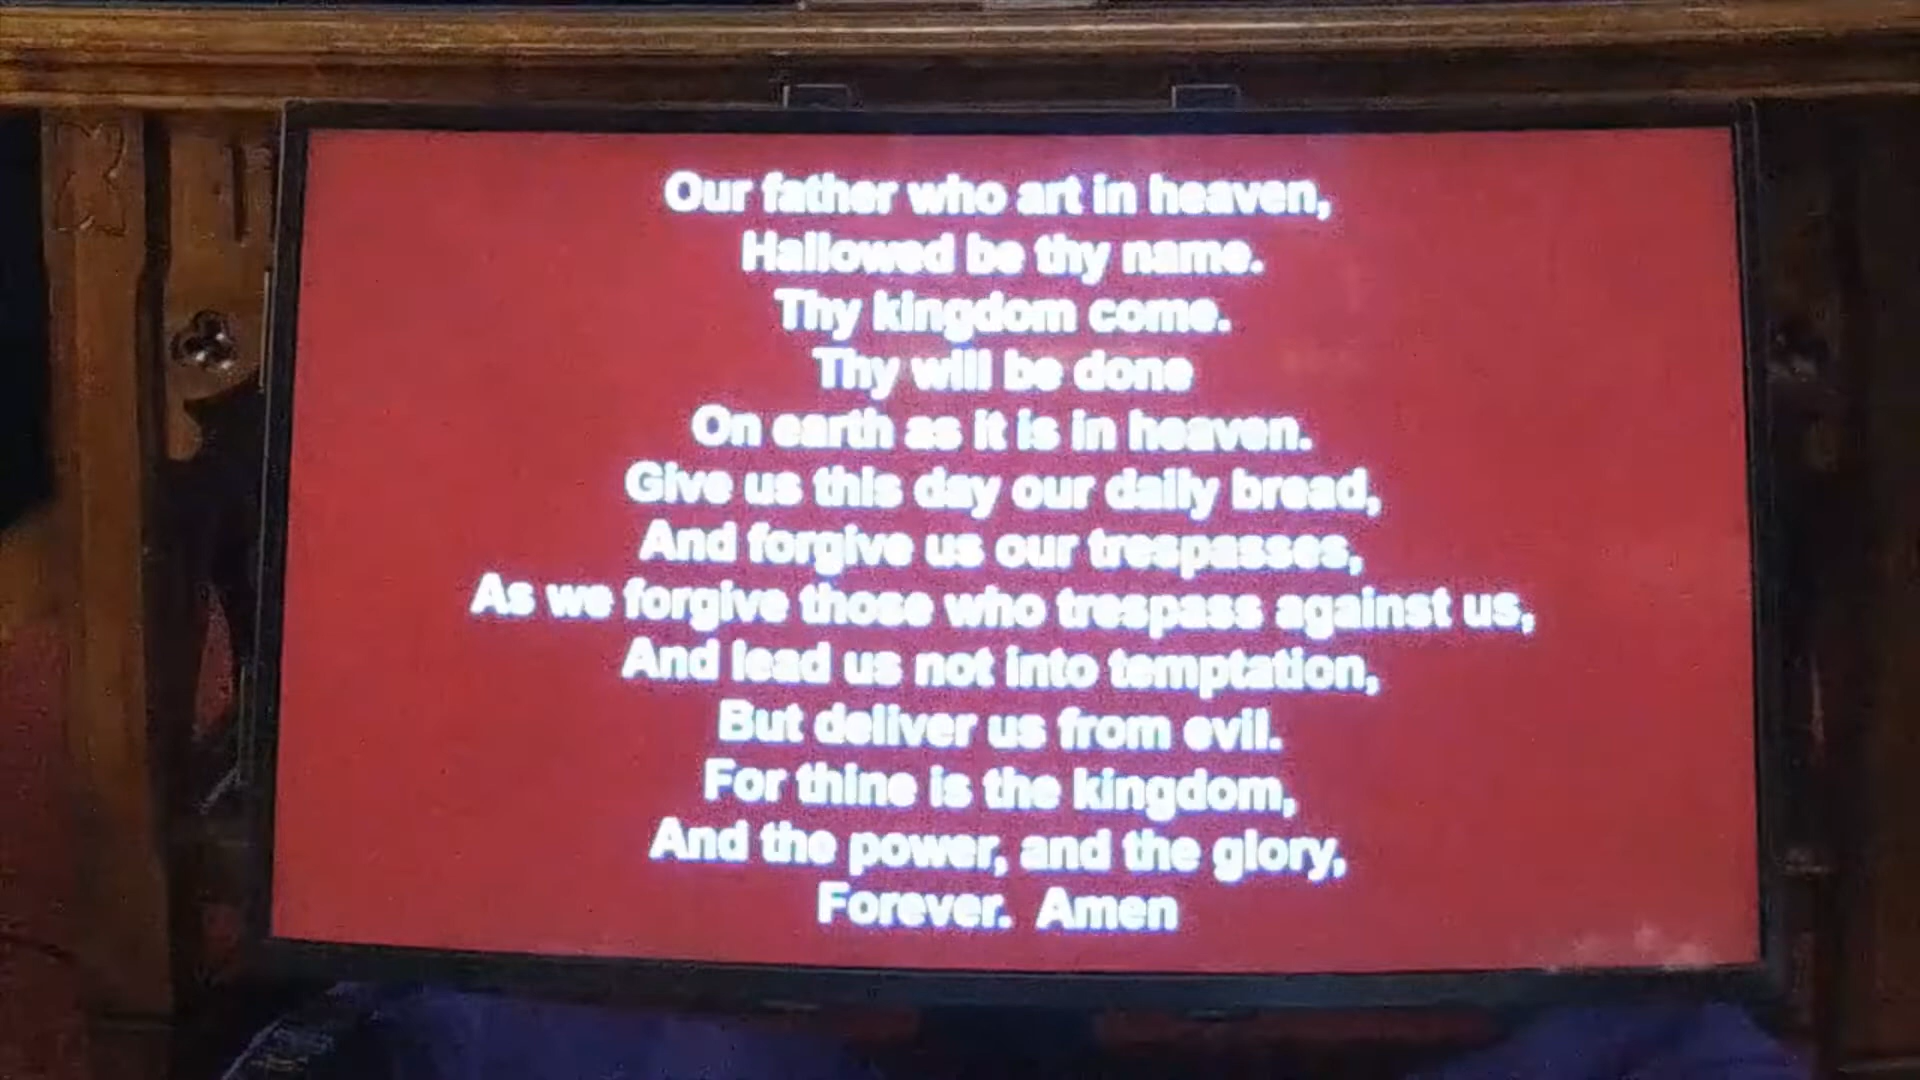 Our father who art in heaven,
Hallowed be thy name.
Thy kingdom come.
Thy will be done
On earth as it is in heaven.
Give us this day our daily bread,
And forgive us our trespasses,
As we forgive those who trespass against us,
And lead us not into temptation,
But deliver us from evil.
For thine is the kingdom,
And the power, and the glory,
Forever.  Amen